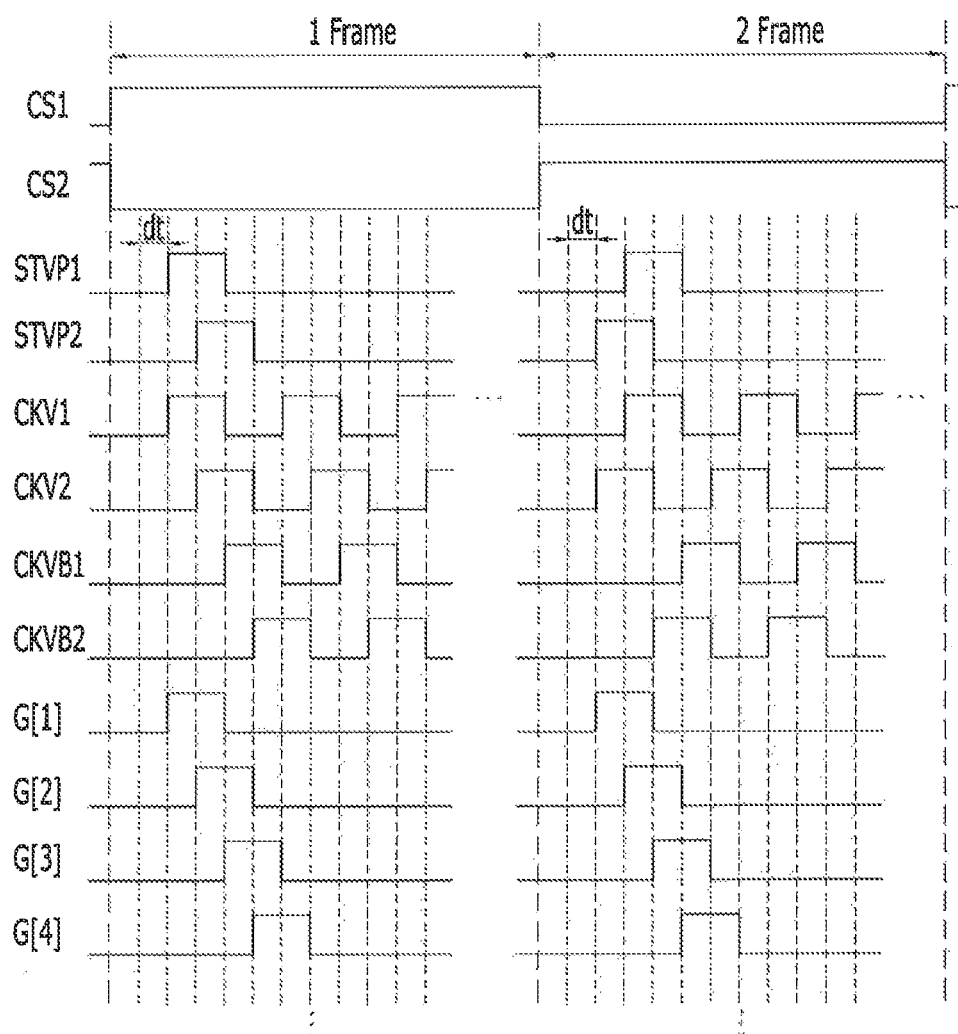 1 Frame
2 Frame
CS1
CS2
dt
dt
STVP1
STVP2
CKV1
CKV2
CKVB1
CKVB2
G[1]
G[2]
G[3]
G[4]